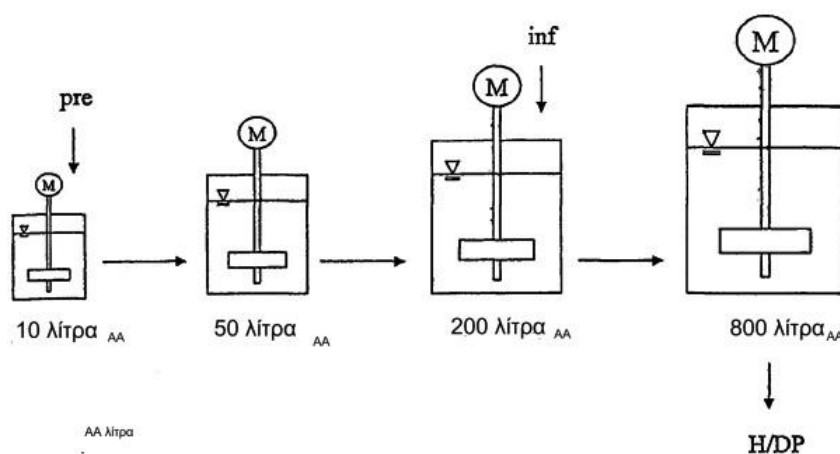 pre
inf
M
M
M
M
10 λίτρα AA
50 λίτρα AA
200 λίτρα AA
800 λίτρα AA
AA λίτρα
H/DP